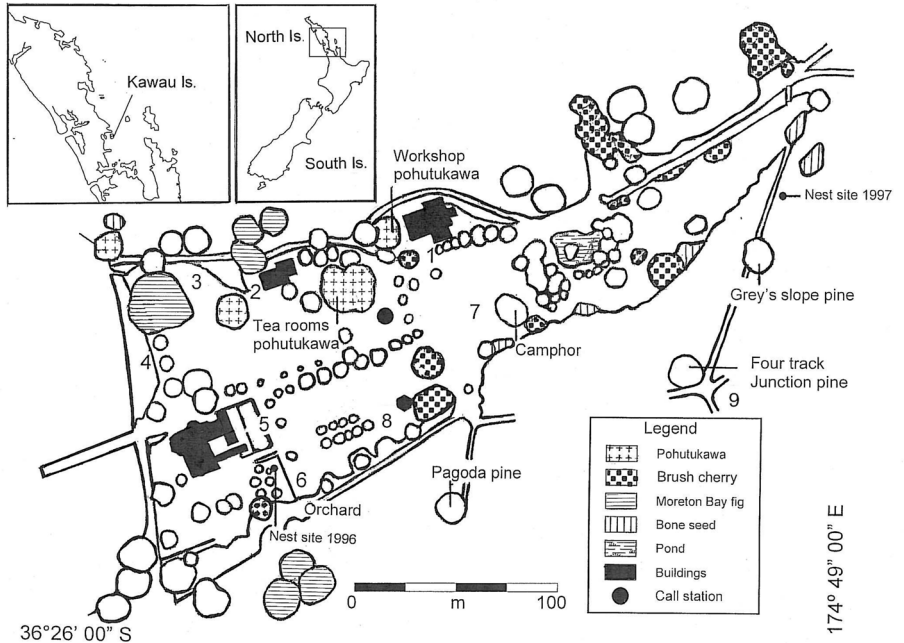 Kawau Is.
North Is.
South Is.
Workshop
pohutukawa
Nest site 1997
1
3
2
Tea rooms
pohutukawa
7
Camphor
Grey's slope pine
4
Four track
Junction pine
9
5
8
6
Pagoda pine
Orchard
Nest site 1996
Legend
Pohutukawa
Brush cherry
Moreton Bay fig
Bone seed
Pond
Buildings
Call station
0 m 100
36°26' 00" S
174° 49' 00" E